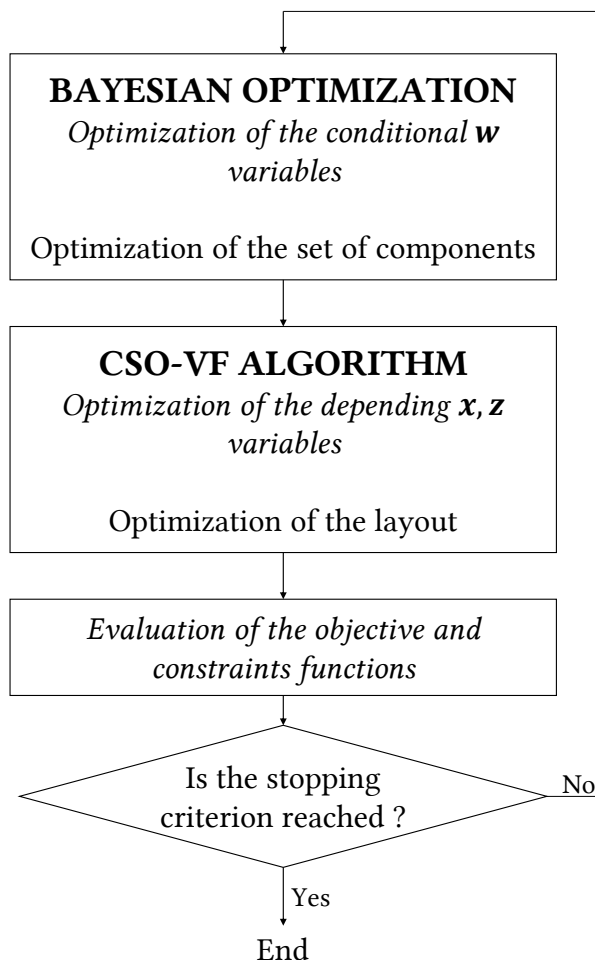 BAYESIAN OPTIMIZATION
Optimization of the conditional w
variables
Optimization of the set of components
CSO-VF ALGORITHM
Optimization of the depending x, z
variables
Optimization of the layout
Evaluation of the objective and
constraints functions
Is the stopping
criterion reached ?
No
Yes
End